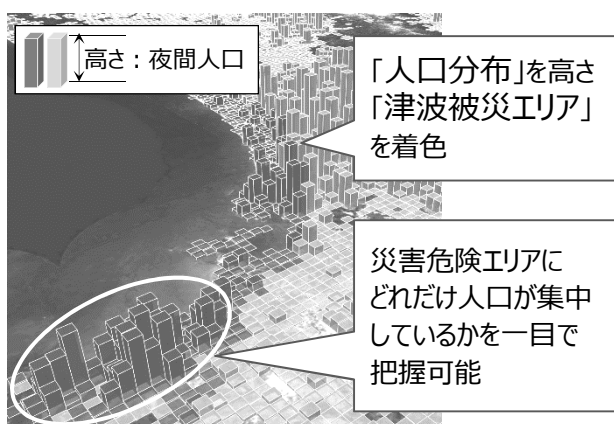 高さ：夜間人口
「人口分布」を高さ
「津波被災エリア」
を着色
災害危険エリアに
どれだけ人口が集中
しているかを一目で
把握可能